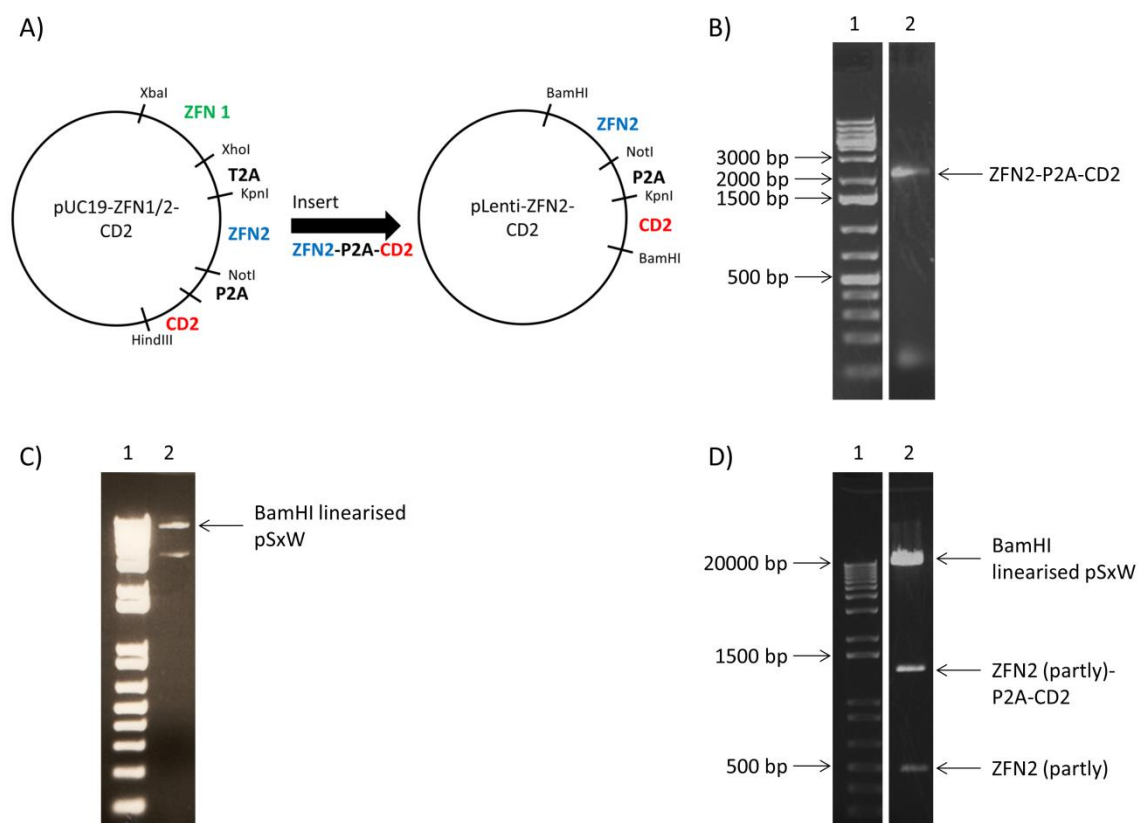 A)
XbaI
ZFN 1
XhoI
T2A
KpnI
pUC19-ZFN1/2-
CD2
ZFN2
NotI
P2A
CD2
HindIII
Insert
ZFN2-P2A-CD2
BamHI
ZFN2
NotI
P2A
KpnI
pLenti-ZFN2-
CD2
CD2
BamHI
B)
1 2
3000 bp
2000 bp
1500 bp
500 bp
ZFN2-P2A-CD2
C)
1 2
BamHI linearised
pSxW
D)
1 2
20000 bp
1500 bp
500 bp
BamHI
linearised pSxW
ZFN2 (partly)-
P2A-CD2
ZFN2 (partly)